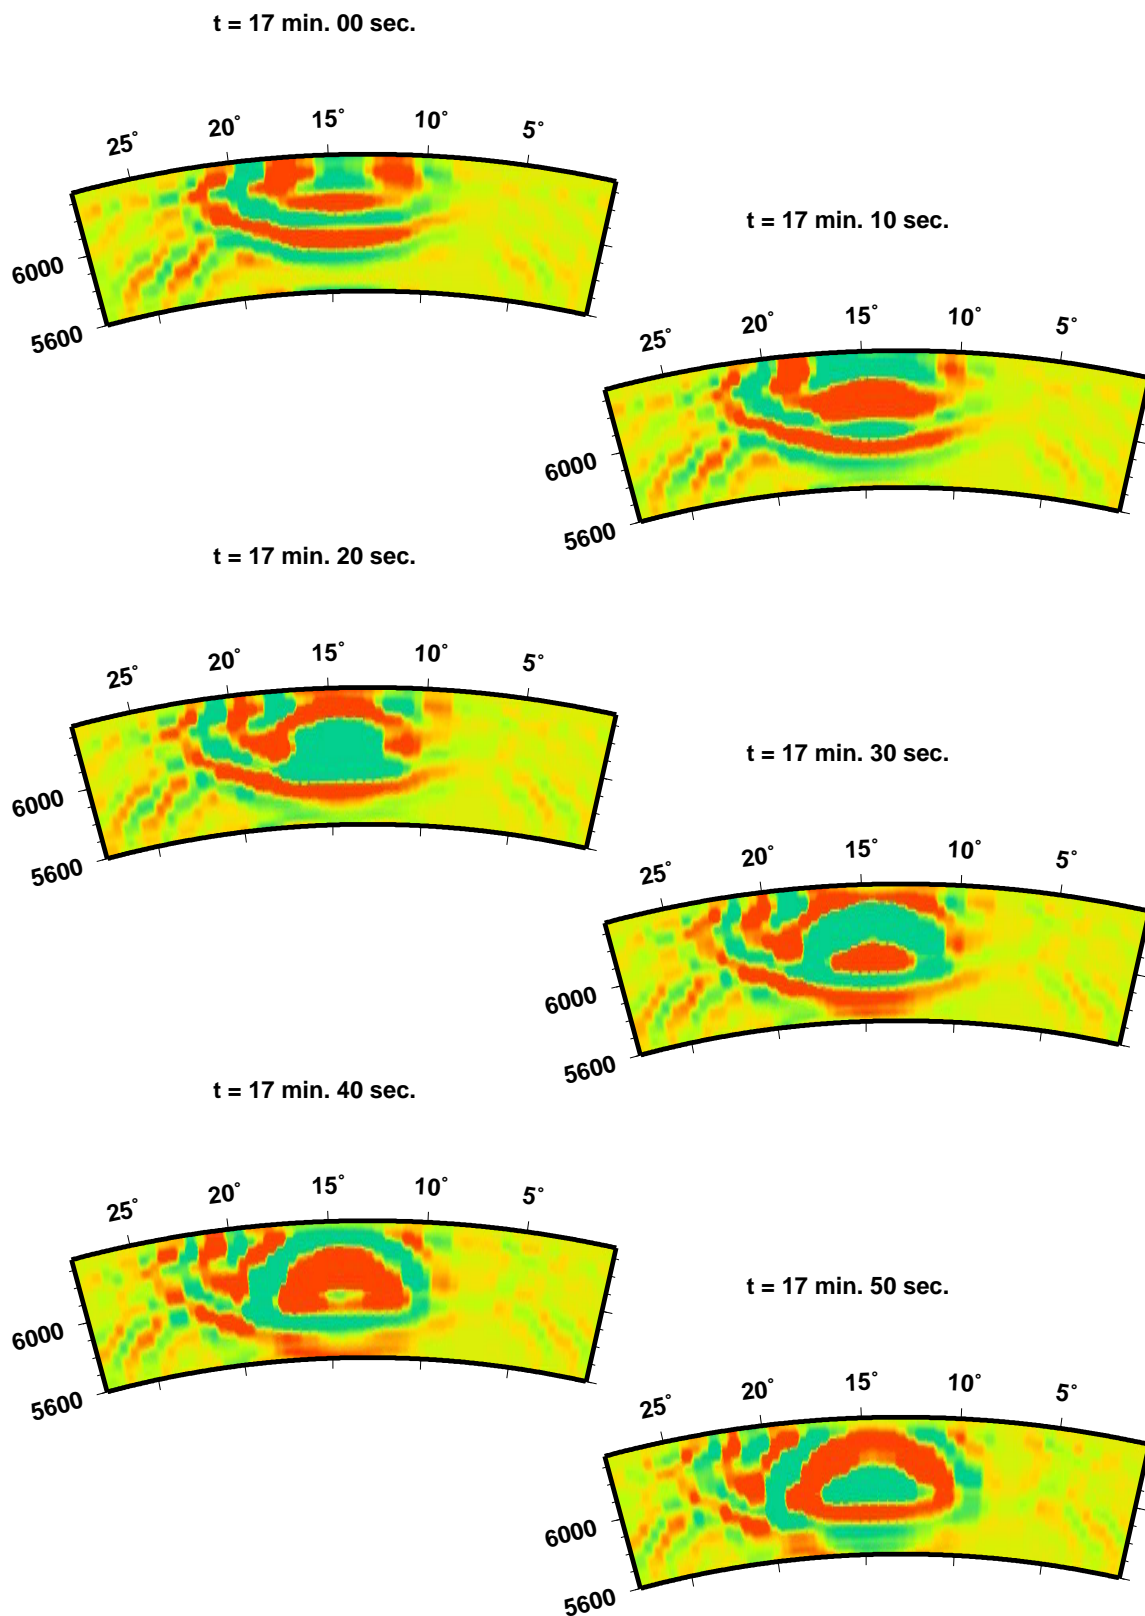 t = 17 min. 00 sec.
25° 20° 15° 10° 5°
6000
5600
t = 17 min. 10 sec.
25° 20° 15° 10° 5°
6000
5600
t = 17 min. 20 sec.
25° 20° 15° 10° 5°
6000
5600
t = 17 min. 30 sec.
25° 20° 15° 10° 5°
6000
5600
t = 17 min. 40 sec.
25° 20° 15° 10° 5°
6000
5600
t = 17 min. 50 sec.
25° 20° 15° 10° 5°
6000
5600